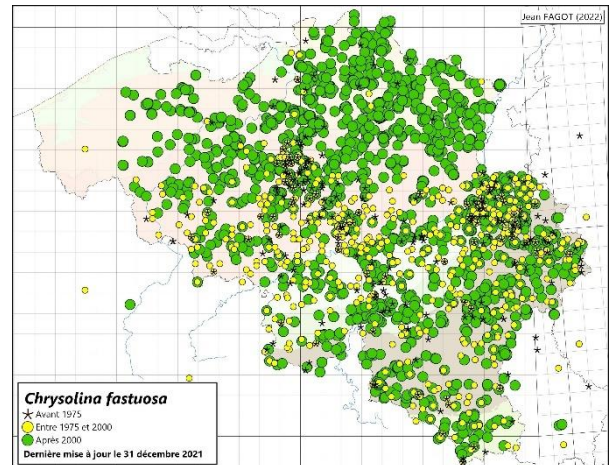 Jean FAGOT (2022)
Chrysolina fastuosa
Avant 1975
Entre 1975 et 2000
Après 2000
Dernière mise à jour le 31 décembre 2021